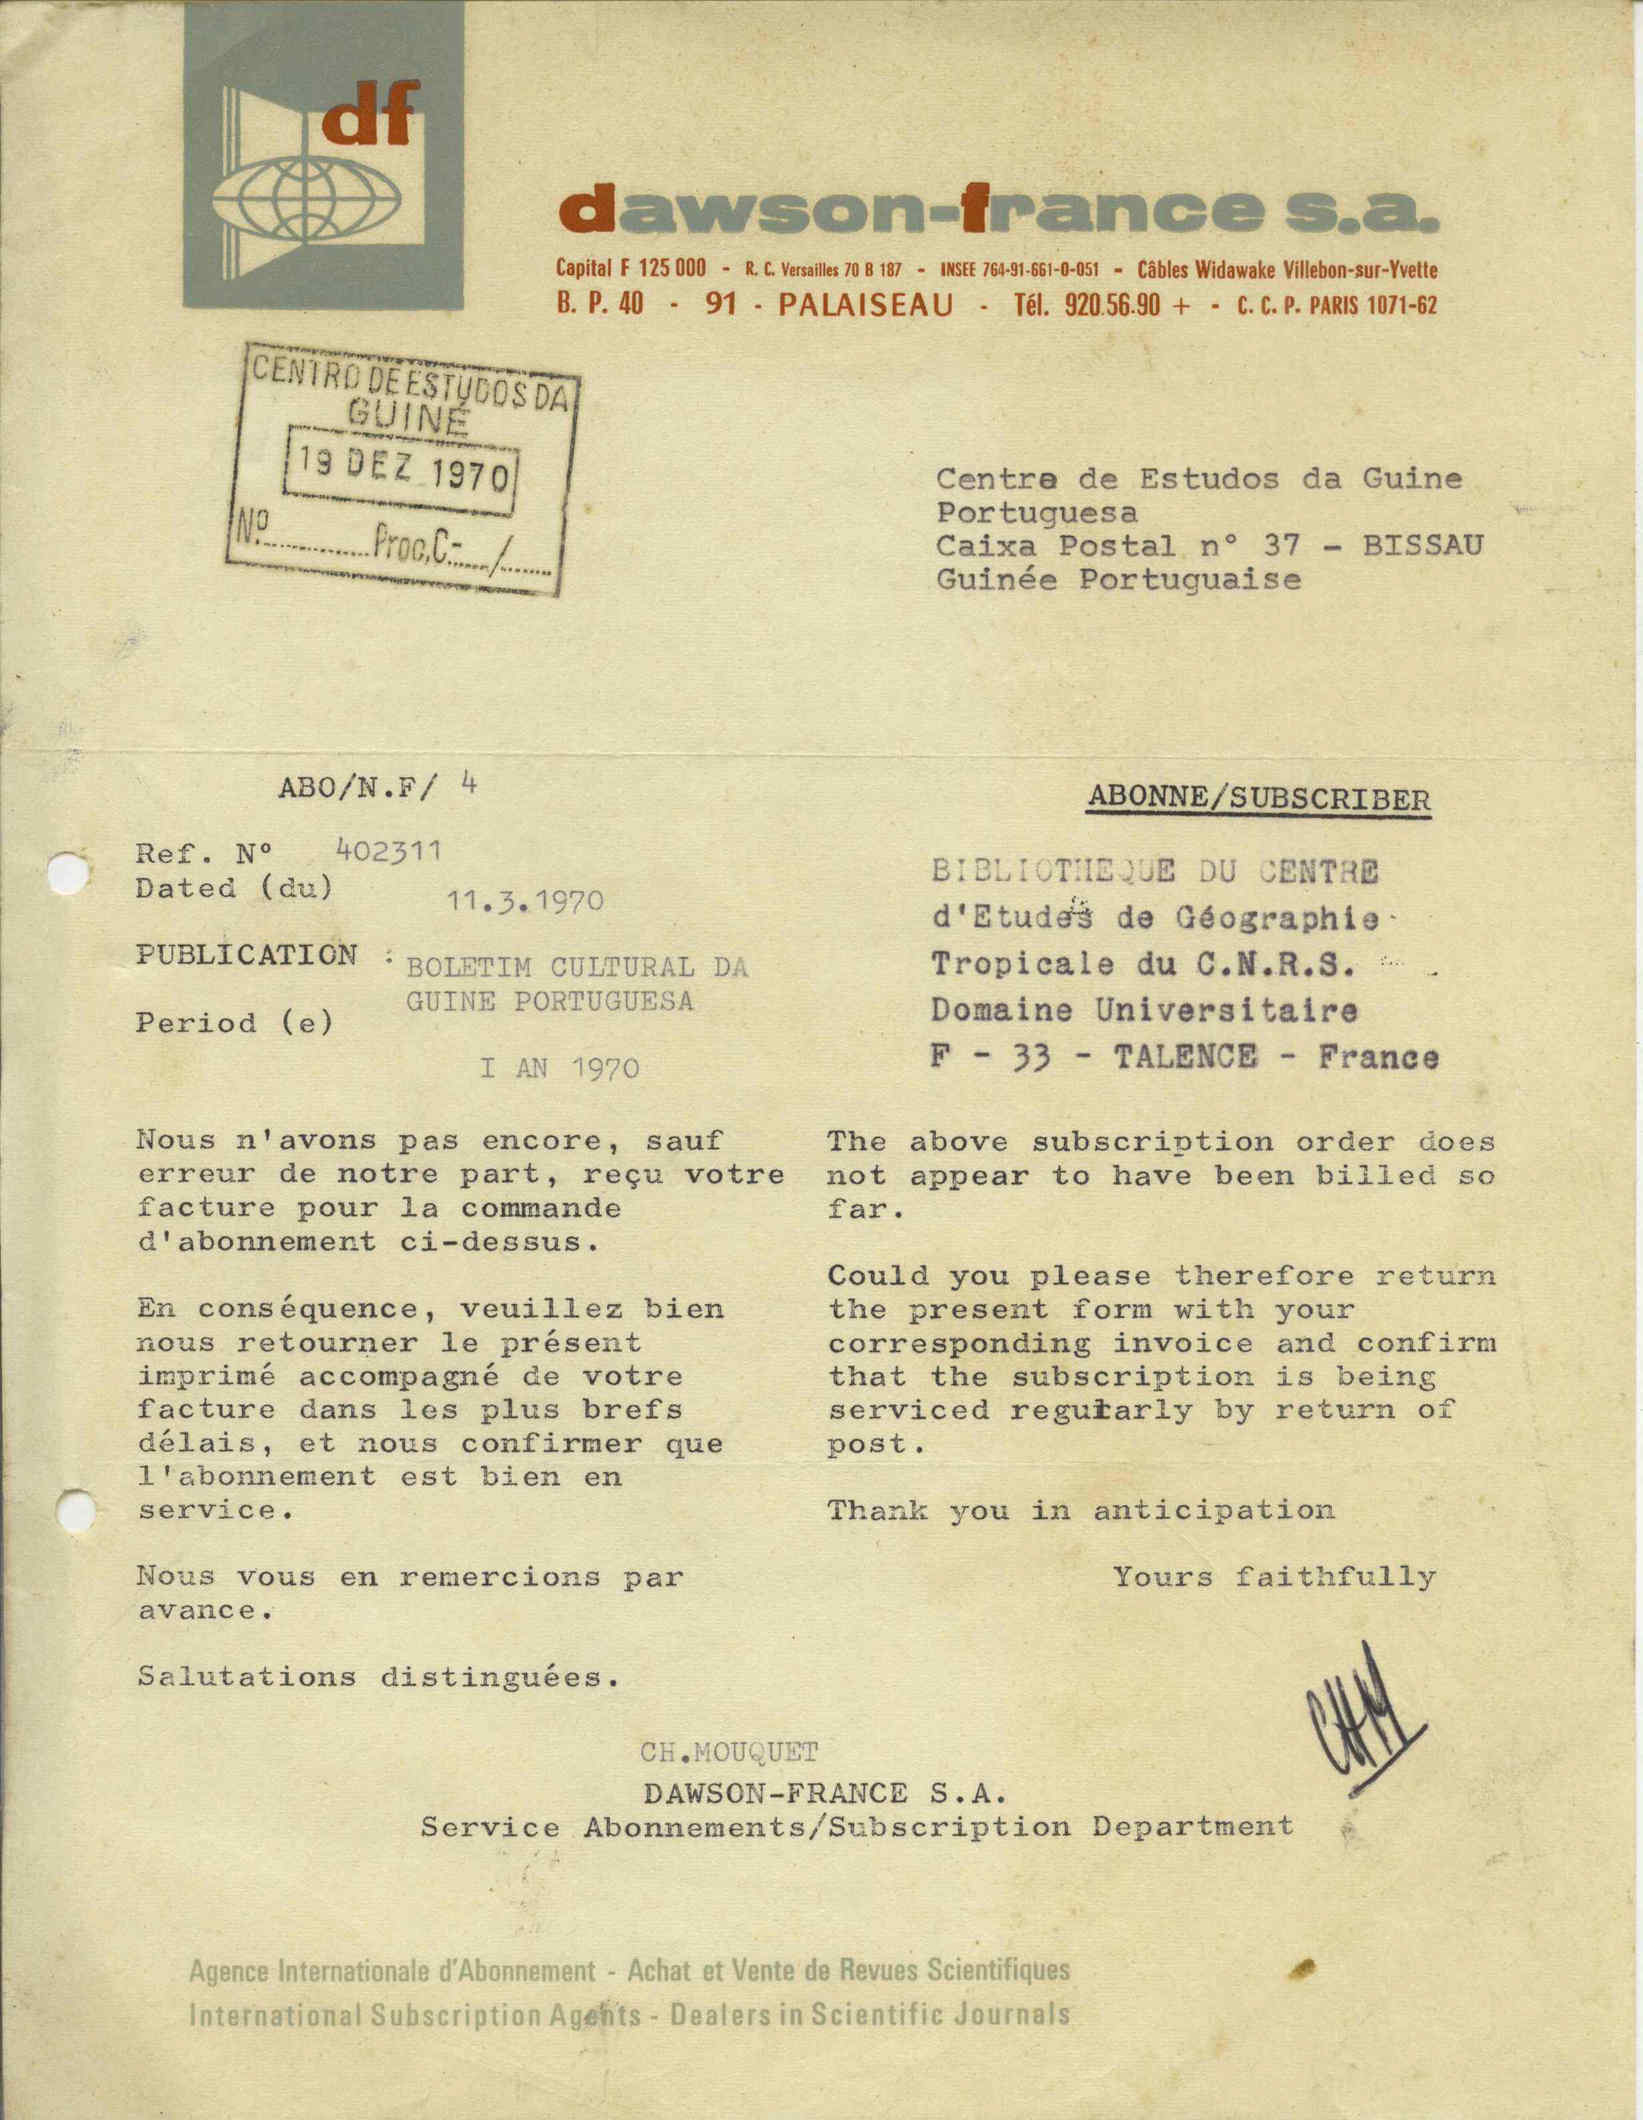 df
dawson-france s.a.
Capital F 125 000 - R. C. Versailles 70 B 187 - INSEE 764-91-661-0-051 - Câbles Widawake Villebon-sur-Yvette
B. P. 40 - 91 - PALAISEAU - Tél. 920.56.90 + - C. C. P. PARIS 1071-62
CENTRO DE ESTUDOS DA
GUINÉ
19 DEZ 1970
Nº. Proc.C- /
Centre de Estudos da Guine
Portuguesa
Caixa Postal n° 37 - BISSAU
Guinée Portuguaise
ABO/N.F/ 4
Ref. N° 402311
Dated (du) 11.3.1970
PUBLICATION : BOLETIM CULTURAL DA
GUINE PORTUGUESA
Period (e)
I AN 1970
ABONNE/SUBSCRIBER
BIBLIOTHEQUE DU CENTRE
d'Etudes de Géographie
Tropicale du C.N.R.S.
Domaine Universitaire
F - 33 - TALENCE - France
Nous n'avons pas encore, sauf
erreur de notre part, reçu votre
facture pour la commande
d'abonnement ci-dessus.
En conséquence, veuillez bien
nous retourner le présent
imprimé accompagné de votre
facture dans les plus brefs
délais, et nous confirmer que
l'abonnement est bien en
service.
Nous vous en remercions par
avance.
Salutations distinguées.
The above subscription order does
not appear to have been billed so
far.
Could you please therefore return
the present form with your
corresponding invoice and confirm
that the subscription is being
serviced regularly by return of
post.
Thank you in anticipation
Yours faithfully
CHM
CH.MOUQUET
DAWSON-FRANCE S.A.
Service Abonnements/Subscription Department
Agence Internationale d'Abonnement - Achat et Vente de Revues Scientifiques
International Subscription Agents - Dealers in Scientific Journals